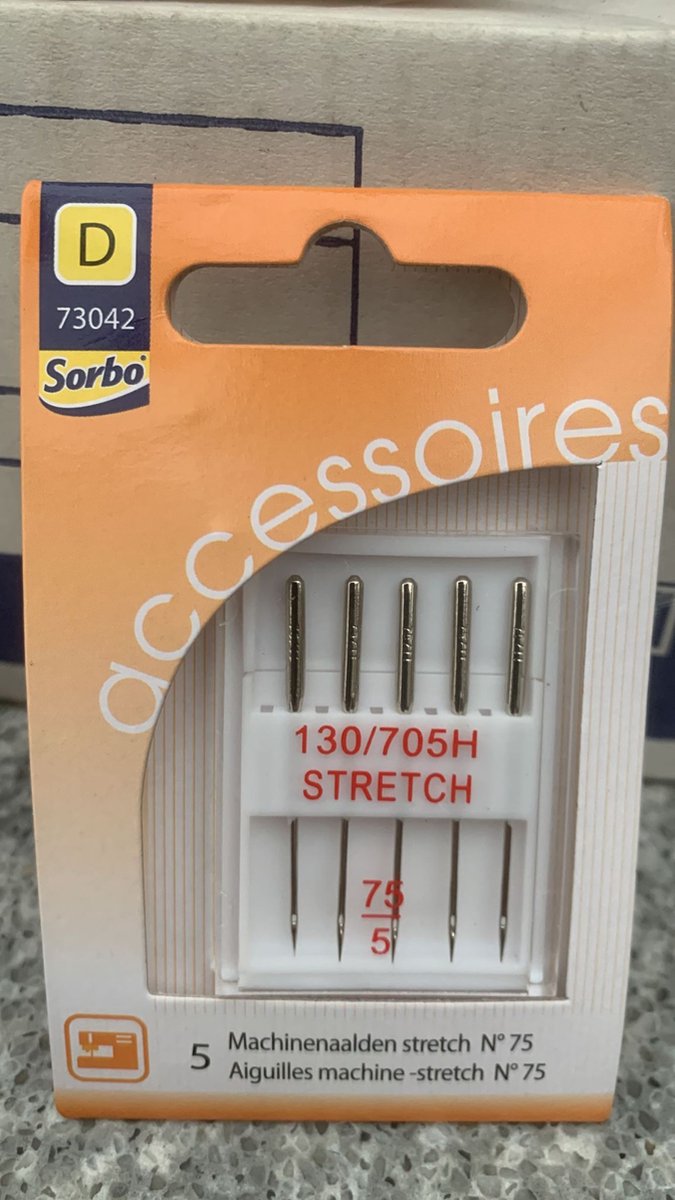 D
73042
Sorbo
accessoires
130/705H
STRETCH
75
5
5 Machinenaalden stretch N° 75
Aiguilles machine -stretch N° 75